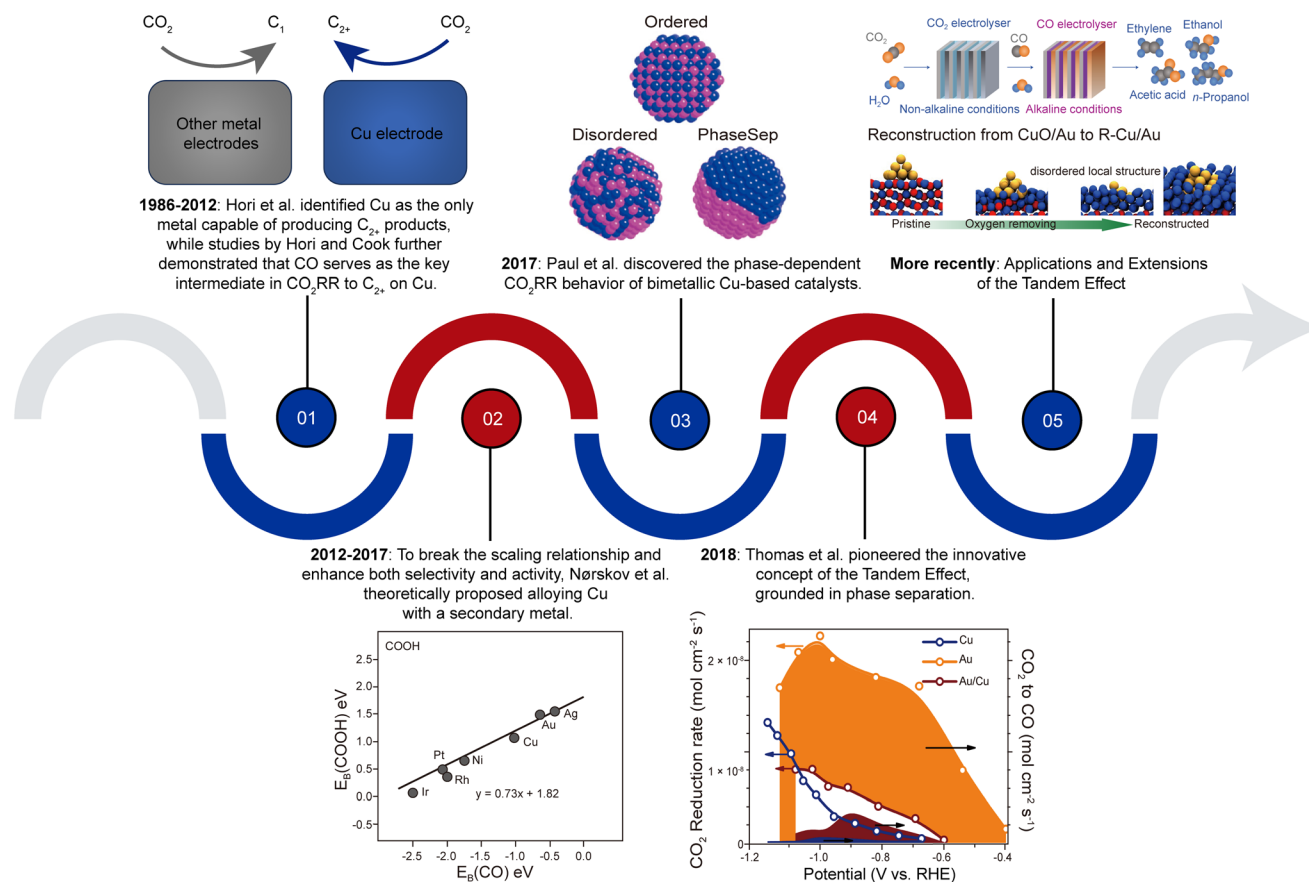 CO₂
C₁
C₂₊
CO₂
Other metal
electrodes
Cu electrode
1986-2012: Hori et al. identified Cu as the only
metal capable of producing C₂₊ products,
while studies by Hori and Cook further
demonstrated that CO serves as the key
intermediate in CO₂RR to C₂₊ on Cu.
Ordered
Disordered
PhaseSep
2017: Paul et al. discovered the phase-dependent
CO₂RR behavior of bimetallic Cu-based catalysts.
CO₂ electrolyser
CO electrolyser
Ethylene
Ethanol
CO₂
CO
H₂O
Non-alkaline conditions
Alkaline conditions
Acetic acid
n-Propanol
Reconstruction from CuO/Au to R-Cu/Au
disordered local structure
Pristine
Oxygen removing
Reconstructed
More recently: Applications and Extensions
of the Tandem Effect
01
02
03
04
05
2012-2017: To break the scaling relationship and
enhance both selectivity and activity, Nørskov et al.
theoretically proposed alloying Cu
with a secondary metal.
COOH
E_B(COOH) eV
2.5
2.0
1.5
1.0
0.5
0.0
-0.5
Ag
Au
Cu
Ni
Pt
Rh
Ir
y = 0.73x + 1.82
-2.5
-2.0
-1.5
-1.0
-0.5
0.0
E_B(CO) eV
2018: Thomas et al. pioneered the innovative
concept of the Tandem Effect,
grounded in phase separation.
CO₂ Reduction rate (mol cm⁻² s⁻¹)
2 × 10⁻⁸
1 × 10⁻⁸
0
Cu
Au
Au/Cu
CO₂ to CO (mol cm⁻² s⁻¹)
0
-1.2
-1.0
-0.8
-0.6
-0.4
Potential (V vs. RHE)